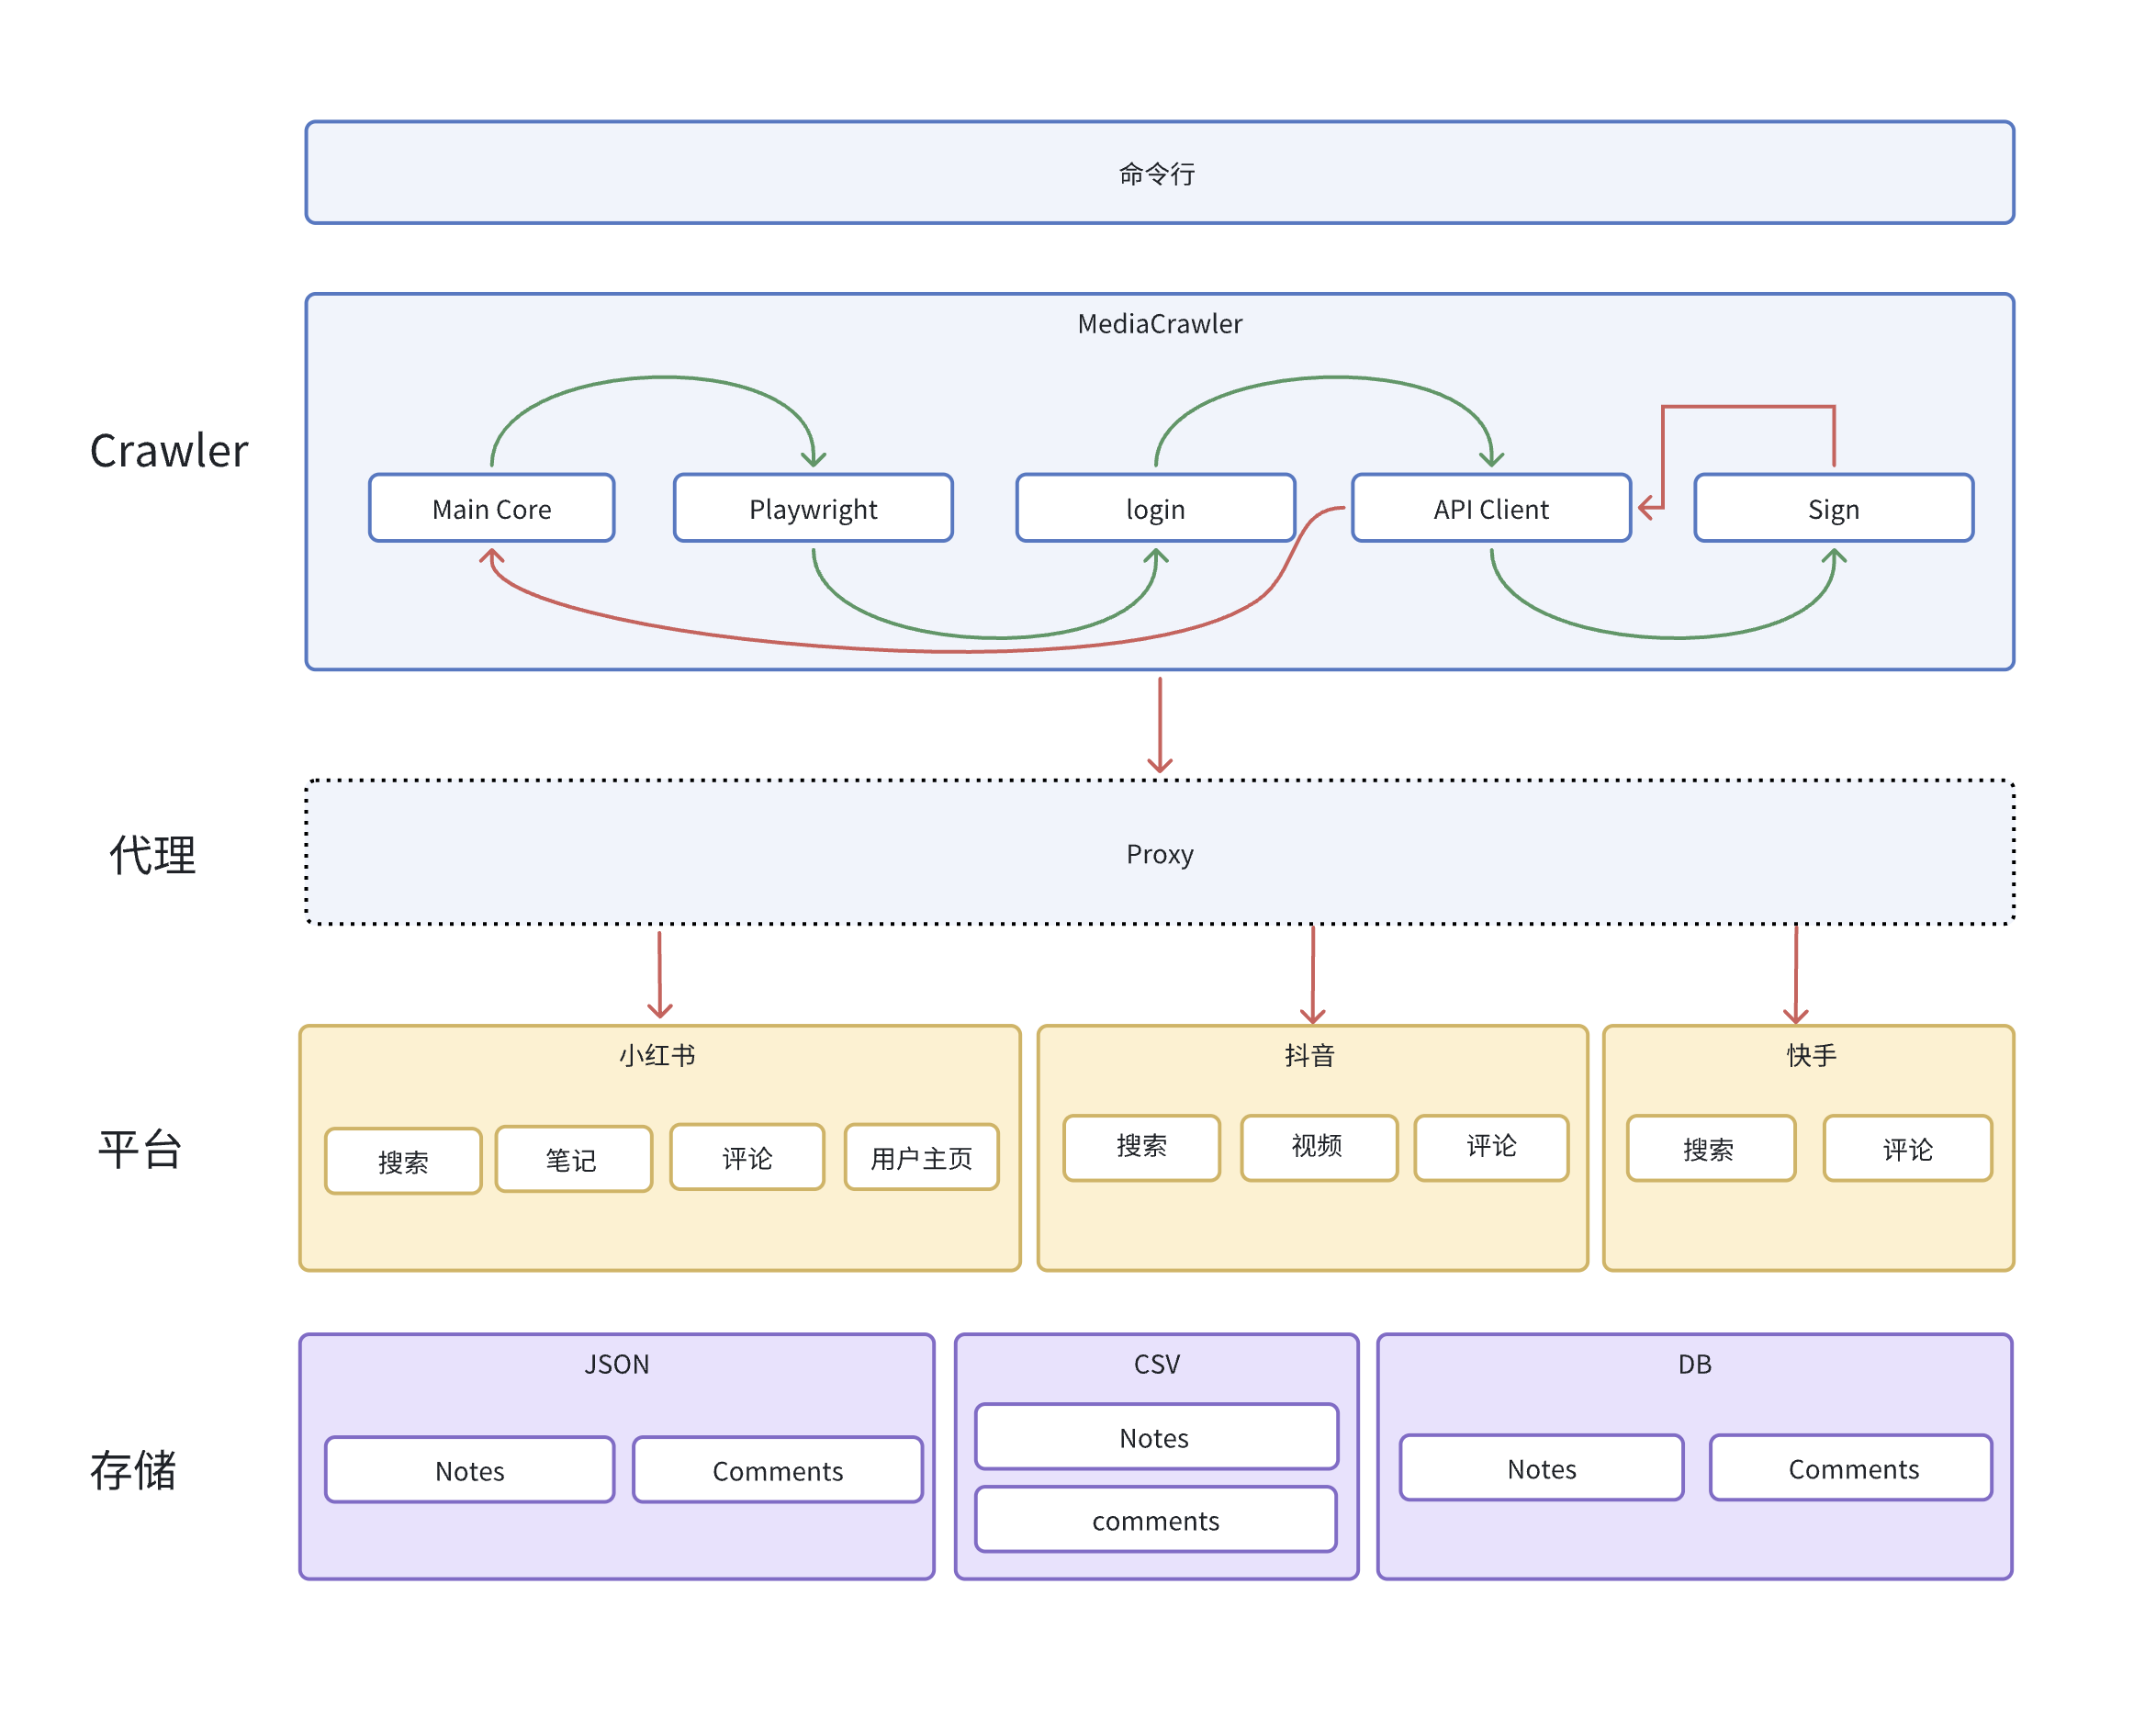 命令行
Crawler
MediaCrawler
Main Core
Playwright
login
API Client
Sign
代理
Proxy
平台
小红书
搜索
笔记
评论
用户主页
抖音
搜索
视频
评论
快手
搜索
评论
存储
JSON
Notes
Comments
CSV
Notes
comments
DB
Notes
Comments